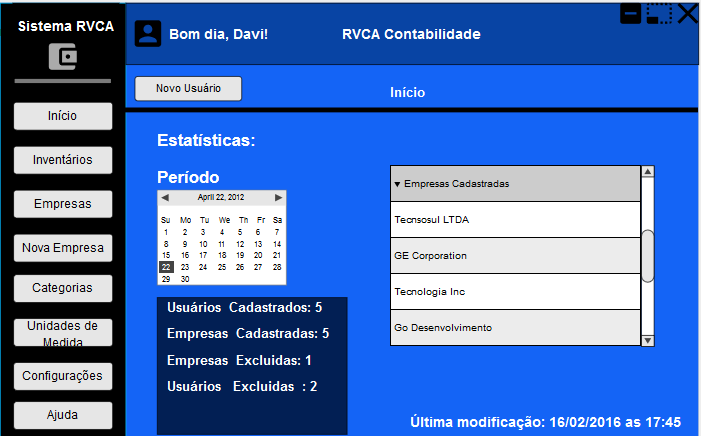 Sistema RVCA
Início
Inventários
Empresas
Nova Empresa
Categorias
Unidades de
Medida
Configurações
Ajuda
Bom dia, Davi!
RVCA Contabilidade
Novo Usuário
Início
Estatísticas:
Período
April 22, 2012
Su Mo Tu We Th Fr Sa
1 2 3 4 5 6 7
8 9 10 11 12 13 14
15 16 17 18 19 20 21
22 23 24 25 26 27 28
29 30
Usuários Cadastrados: 5
Empresas Cadastradas: 5
Empresas Excluidas: 1
Usuários Excluidas : 2
▼ Empresas Cadastradas
Tecnsosul LTDA
GE Corporation
Tecnologia Inc
Go Desenvolvimento
Última modificação: 16/02/2016 as 17:45